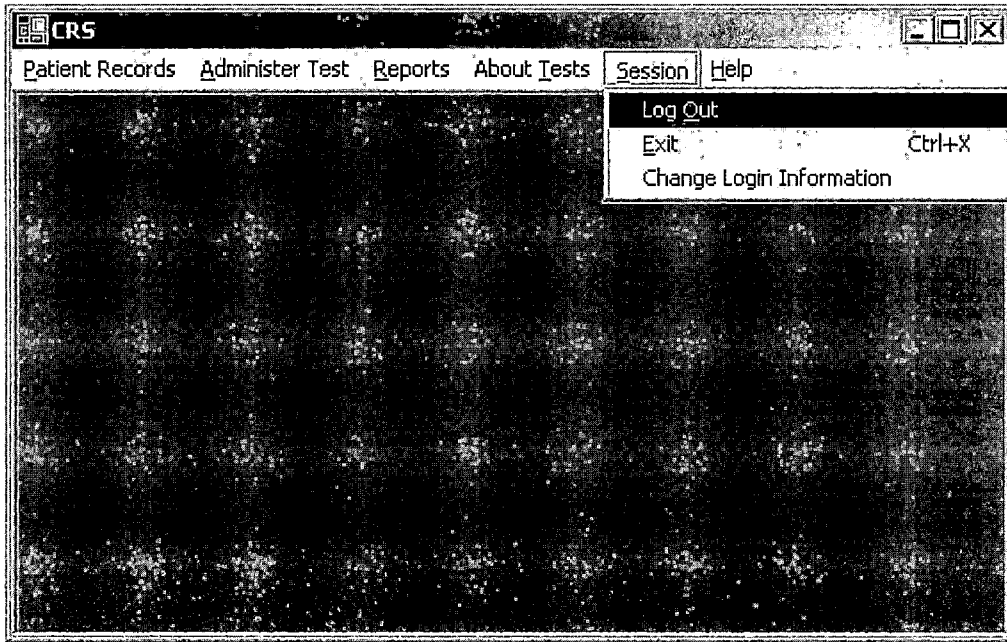 CRS
Patient Records Administer Test Reports About Tests Session Help
Log Out
Exit Ctrl+X
Change Login Information